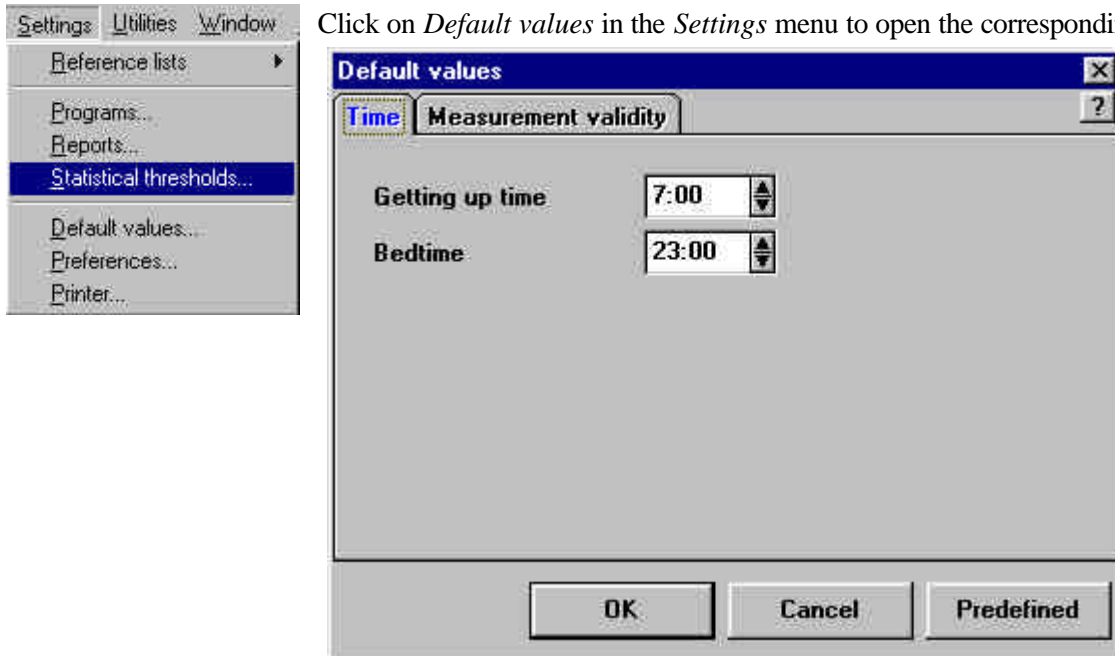 Settings Utilities Window
Click on Default values in the Settings menu to open the
Reference lists
Programs...
Reports...
Statistical thresholds...
Default values...
Preferences...
Printer...
Default values
?
Time Measurement validity
Getting up time 7:00
Bedtime 23:00
OK Cancel Predefined